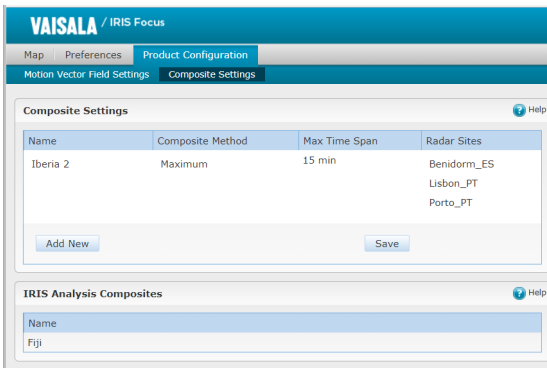 VAISALA / IRIS Focus
Map Preferences Product Configuration
Motion Vector Field Settings Composite Settings
Composite Settings ? Help
Name Composite Method Max Time Span Radar Sites
Iberia 2 Maximum 15 min Benidorm_ES
Lisbon_PT
Porto_PT
Add New Save
IRIS Analysis Composites ? Help
Name
Fiji